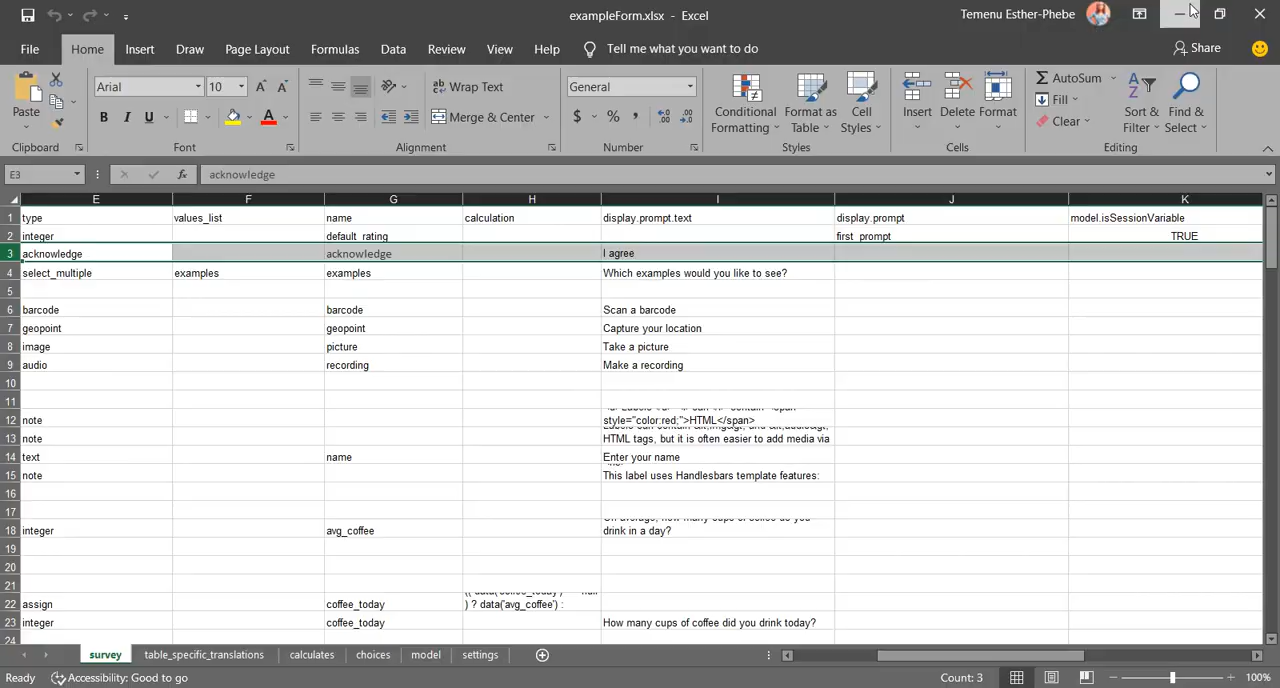 exampleForm.xlsx - Excel
Temenu Esther-Phebe
File Home Insert Draw Page Layout Formulas Data Review View Help Tell me what you want to do Share
Paste
Clipboard
Arial 10
B I U A
Font
Wrap Text
Merge & Center
Alignment
General
$ % ,
Number
Conditional Formatting
Format as Table
Cell Styles
Styles
Insert Delete Format
Cells
AutoSum
Fill
Clear
Sort & Filter
Find & Select
Editing
E3 fx acknowledge
E F G H I J K
1 type values_list name calculation display.prompt.text display.prompt model.isSessionVariable
2 integer default_rating first_prompt TRUE
3 acknowledge acknowledge I agree
4 select_multiple examples examples Which examples would you like to see?
5
6 barcode barcode Scan a barcode
7 geopoint geopoint Capture your location
8 image picture Take a picture
9 audio recording Make a recording
10
11
12 note style="color:red;">HTML</span>
13 note HTML tags, but it is often easier to add media via
14 text name Enter your name
15 note This label uses Handlesbars template features:
16
17
18 integer avg_coffee On average, how many cups of coffee do you
drink in a day?
19
20
21
22 assign coffee_today ) ? data('avg_coffee') :
23 integer coffee_today How many cups of coffee did you drink today?
24
survey table_specific_translations calculates choices model settings
Ready Accessibility: Good to go Count: 3 100%